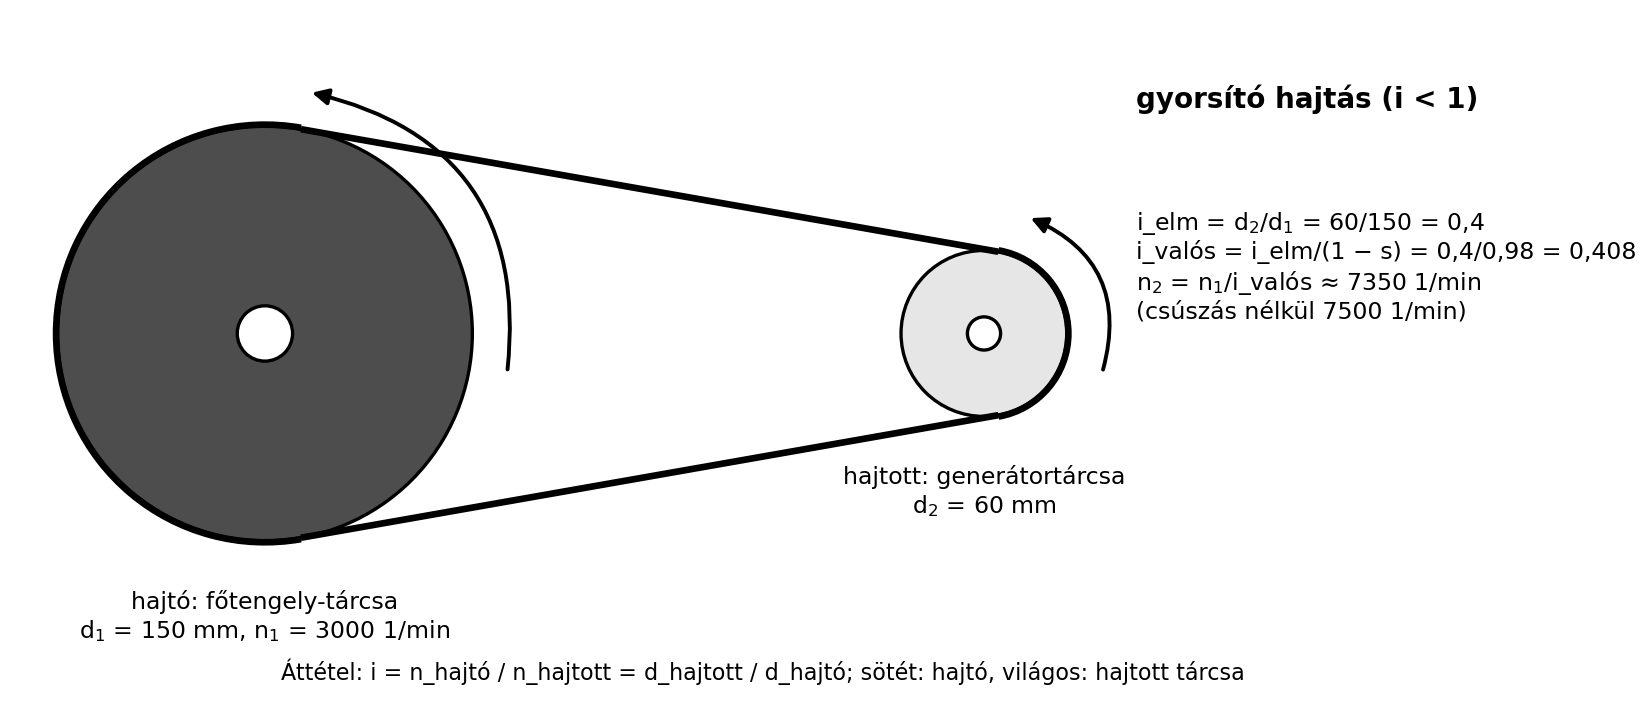 gyorsító hajtás (i < 1)
i_elm = d₂/d₁ = 60/150 = 0,4
i_valós = i_elm/(1 − s) = 0,4/0,98 = 0,408
n₂ = n₁/i_valós ≈ 7350 1/min
(csúszás nélkül 7500 1/min)
hajtott: generátortárcsa
d₂ = 60 mm
hajtó: főtengely-tárcsa
d₁ = 150 mm, n₁ = 3000 1/min
Áttétel: i = n_hajtó / n_hajtott = d_hajtott / d_hajtó; sötét: hajtó, világos: hajtott tárcsa